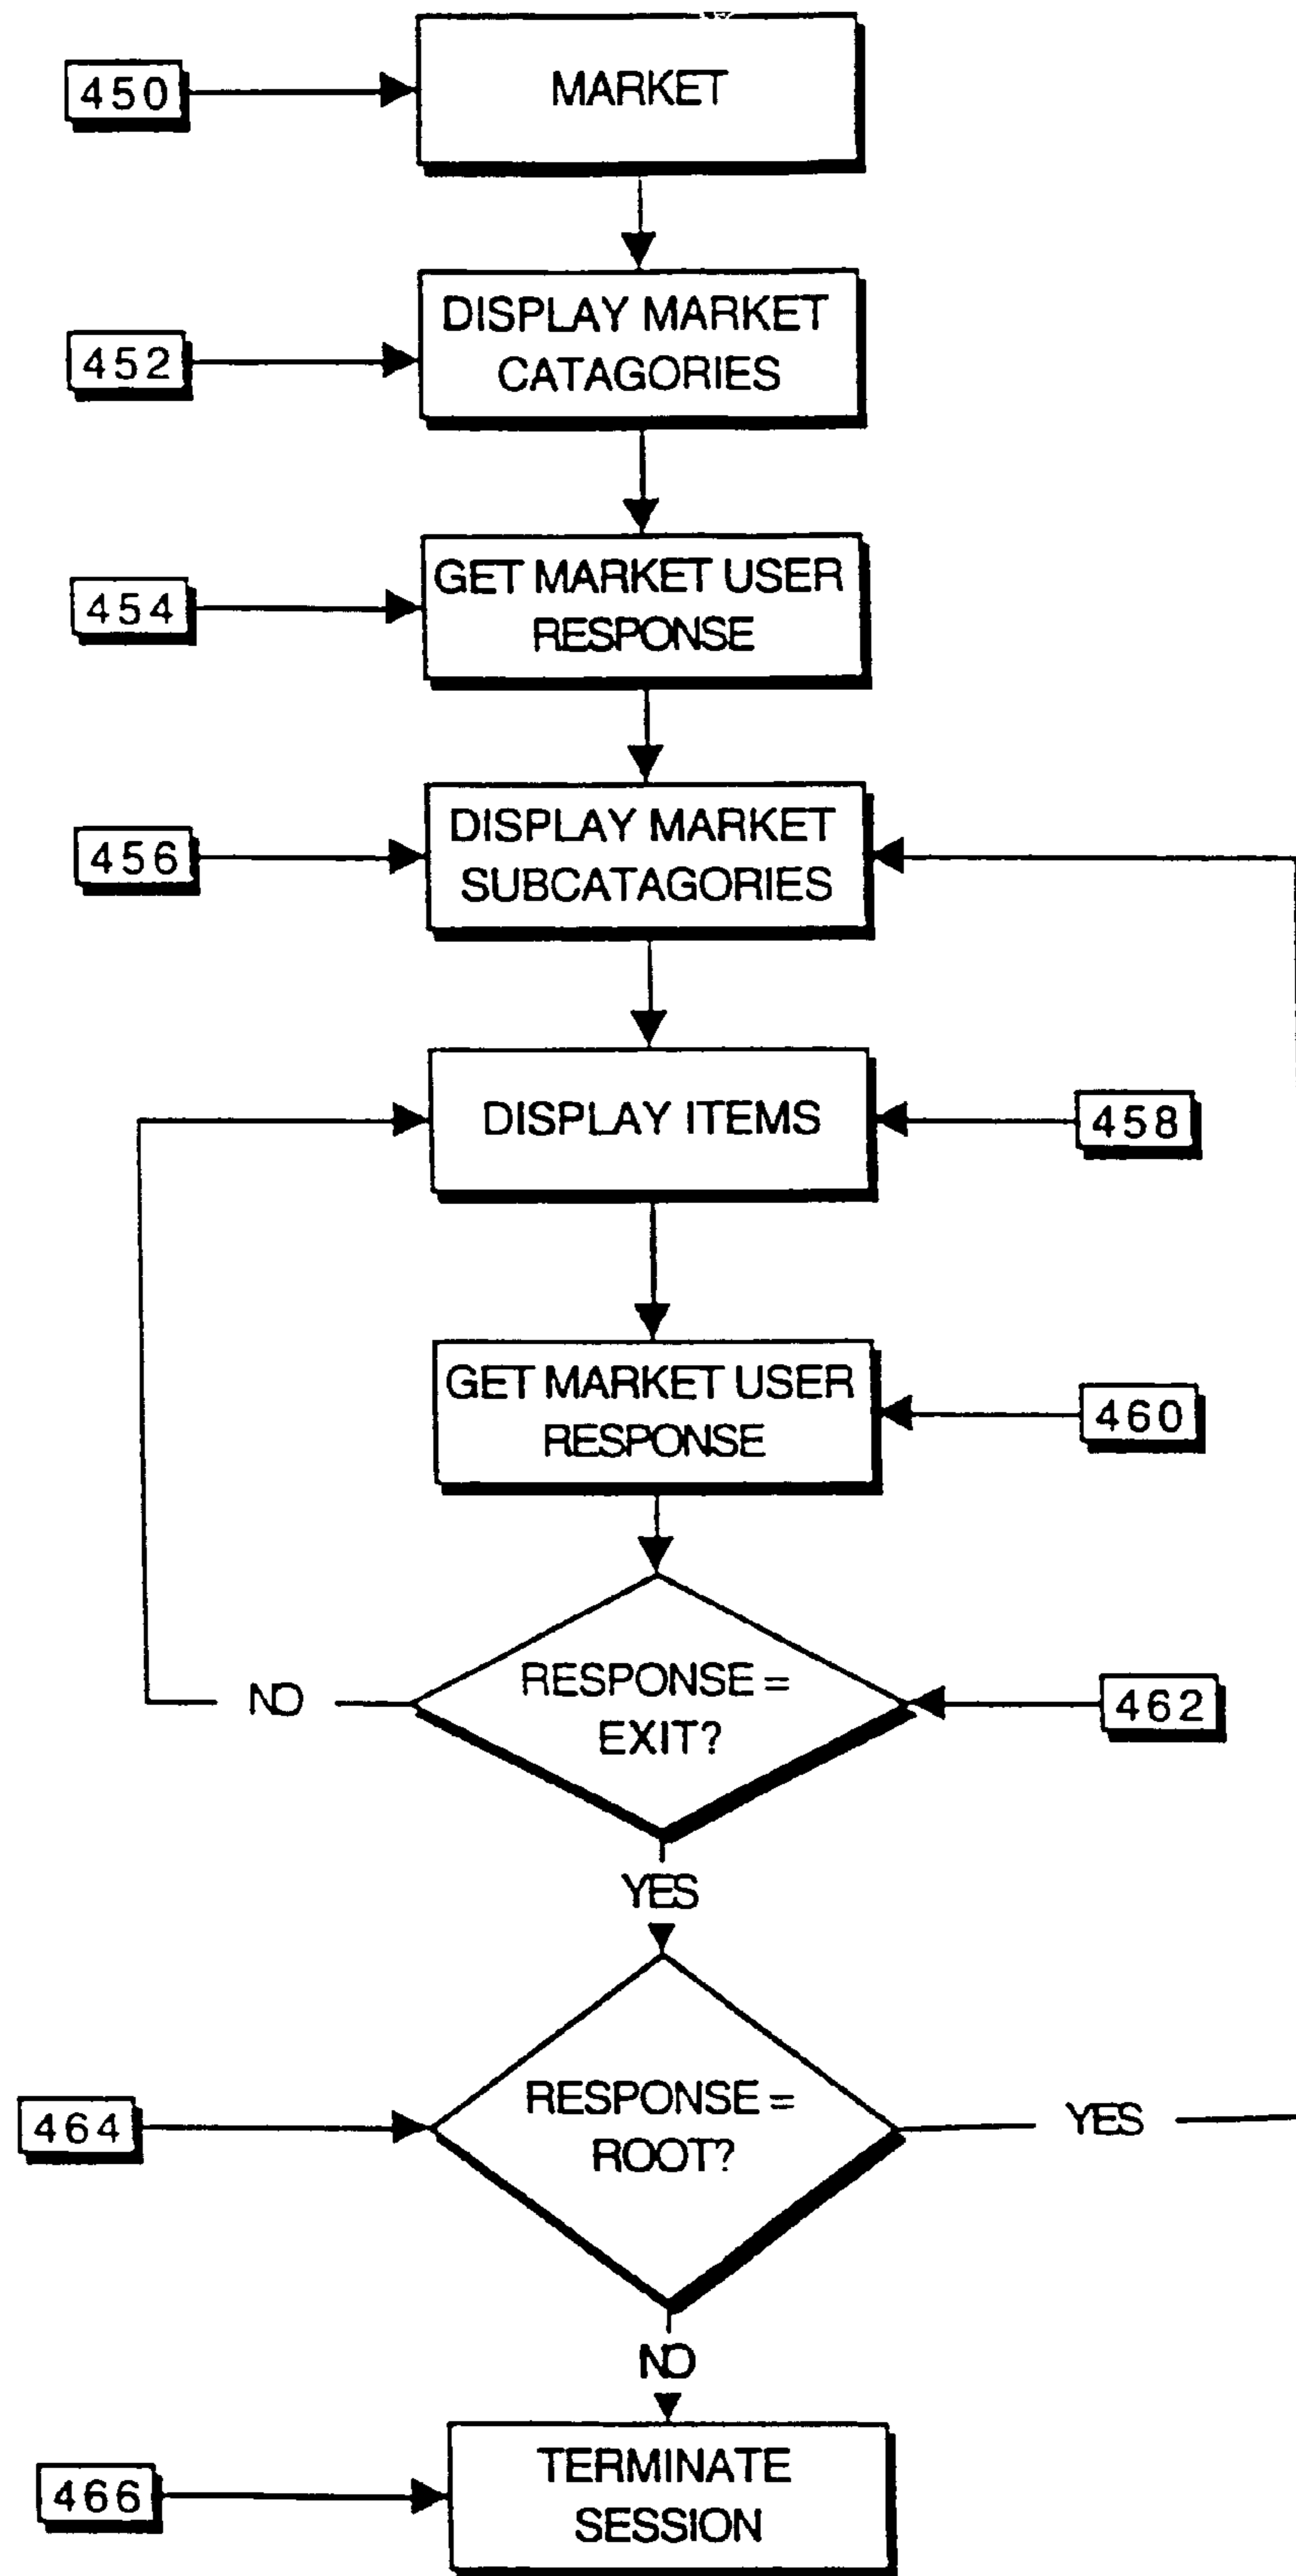 450
MARKET
452
DISPLAY MARKET
CATAGORIES
454
GET MARKET USER
RESPONSE
456
DISPLAY MARKET
SUBCATAGORIES
DISPLAY ITEMS
458
GET MARKET USER
RESPONSE
460
NO
RESPONSE =
EXIT?
462
YES
464
RESPONSE =
ROOT?
YES
NO
466
TERMINATE
SESSION